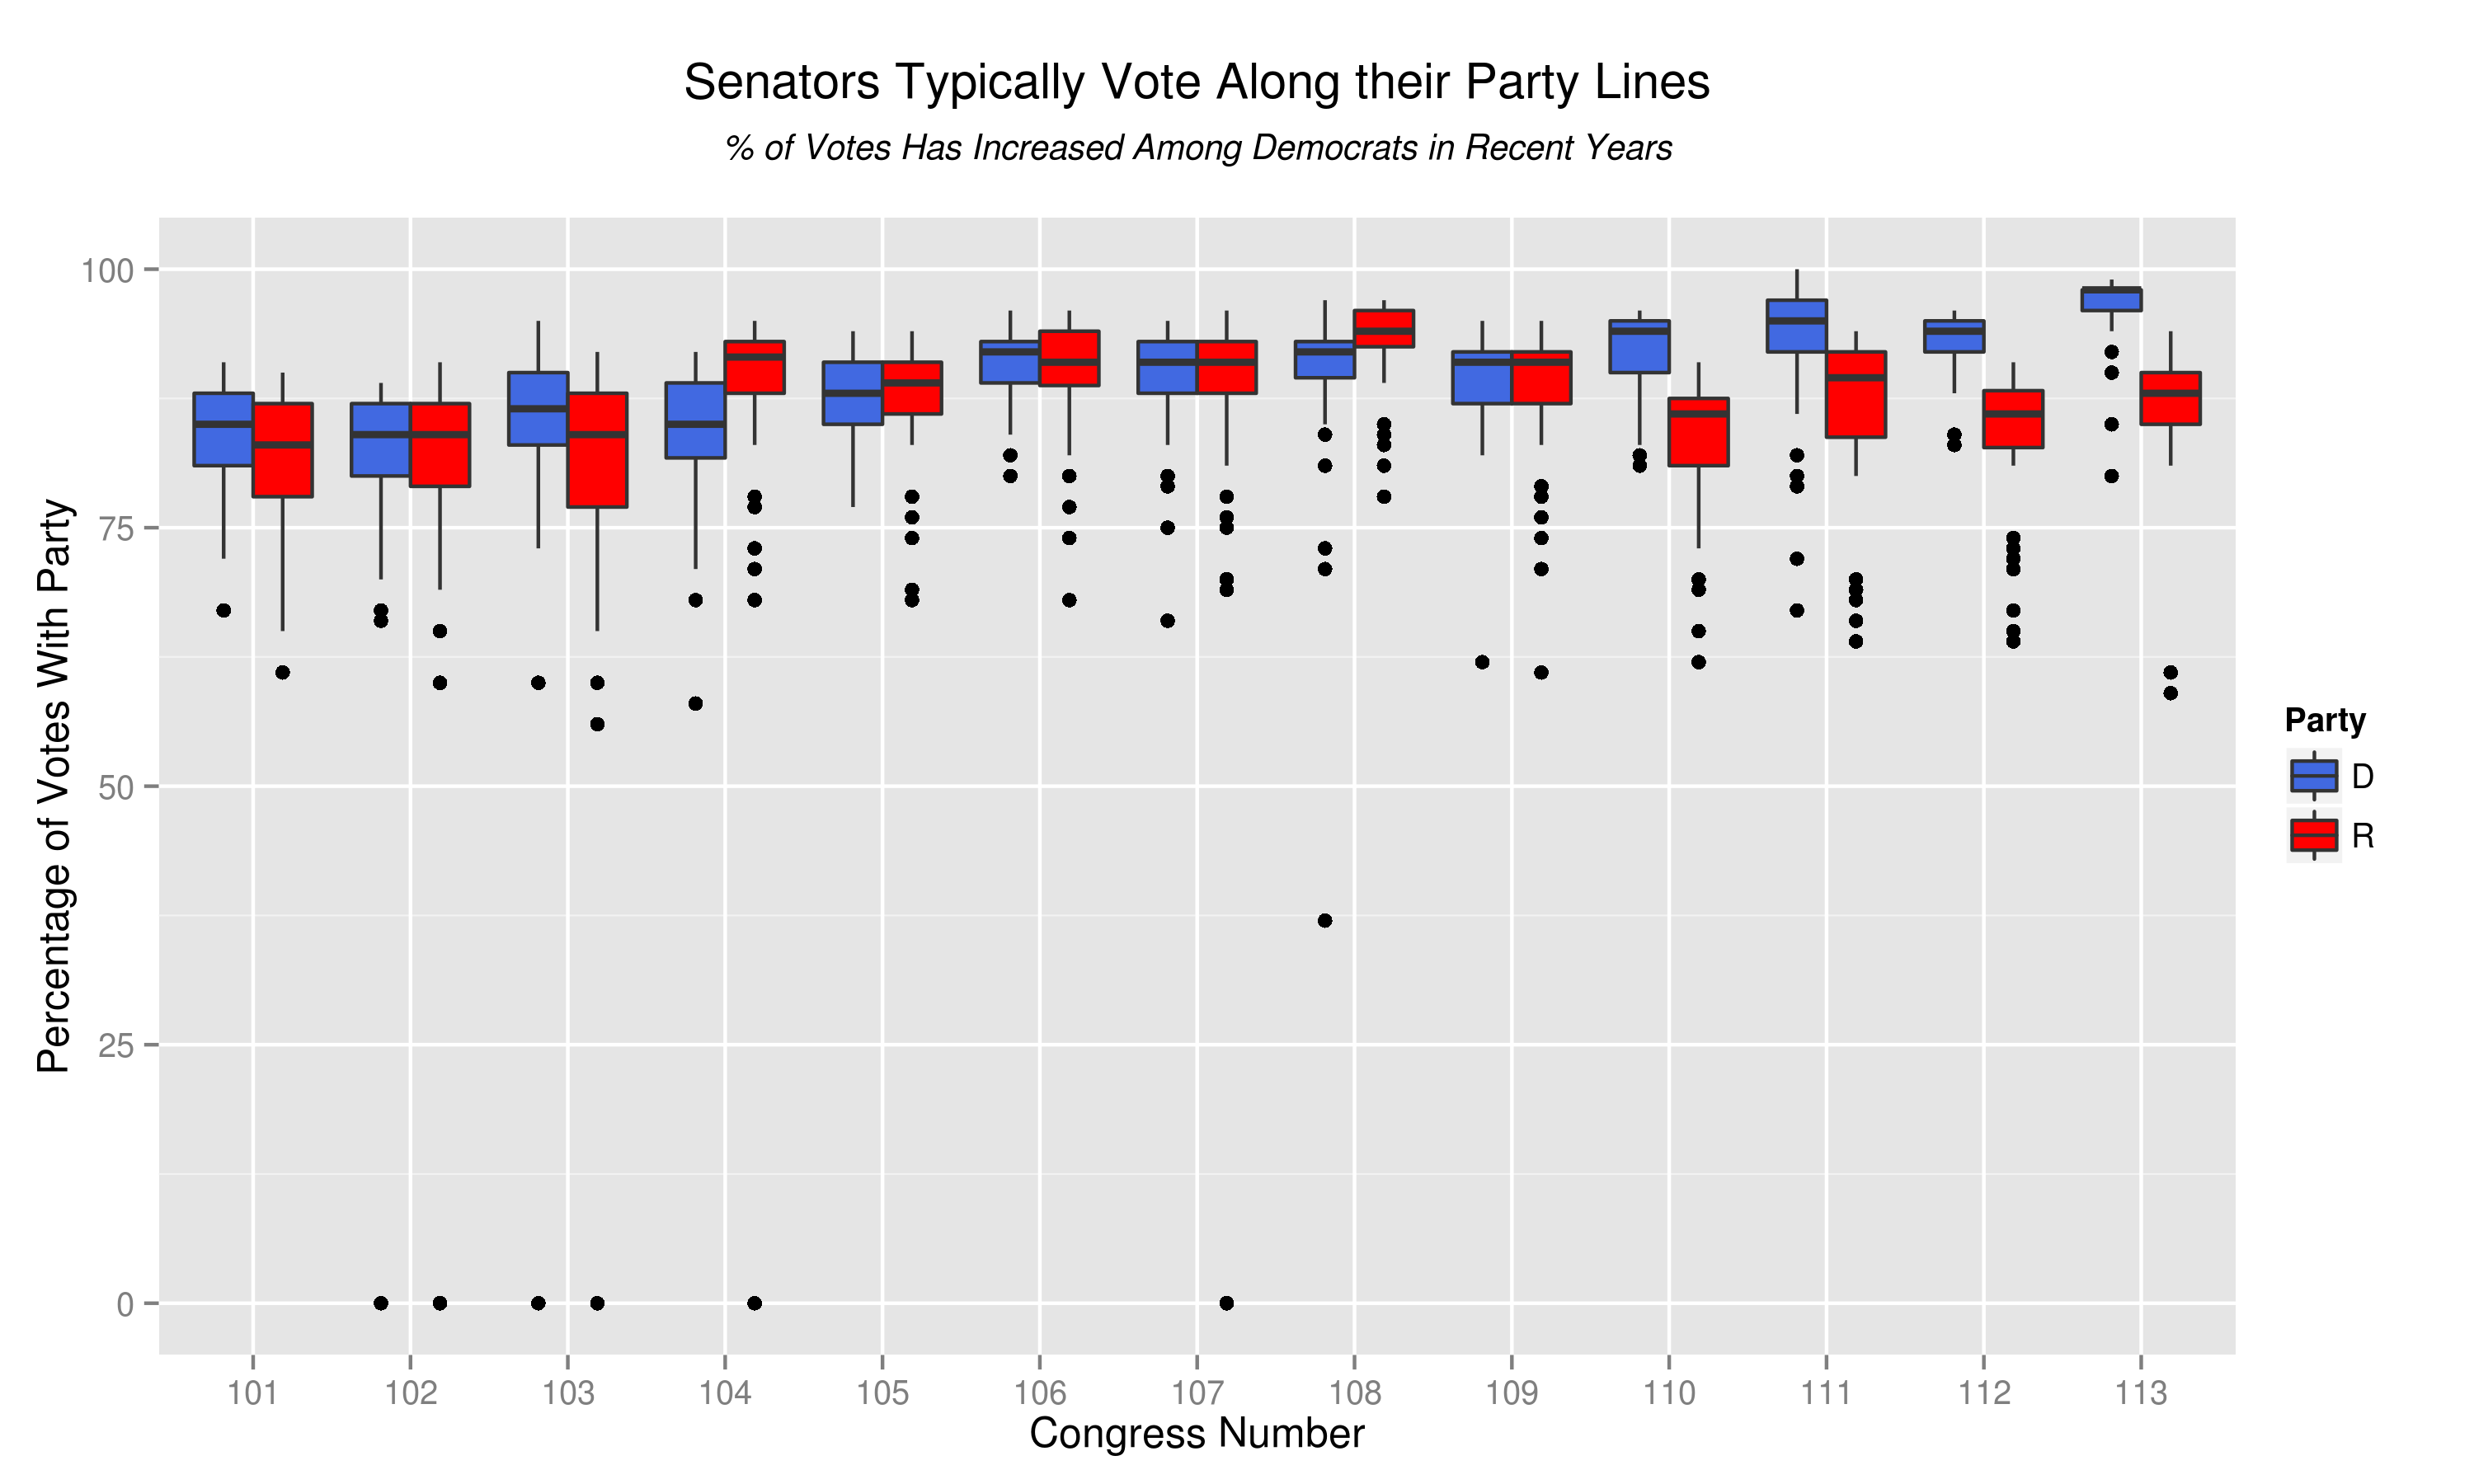 Senators Typically Vote Along their Party Lines
% of Votes Has Increased Among Democrats in Recent Years
Percentage of Votes With Party
100
75
50
25
0
101 102 103 104 105 106 107 108 109 110 111 112 113
Congress Number
Party
D
R